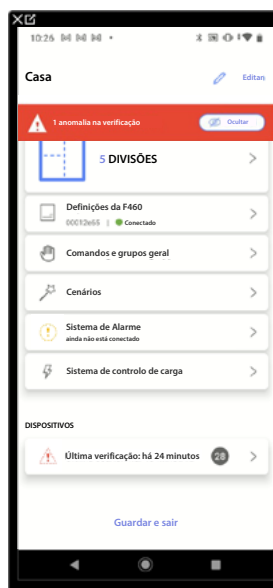 10:26
Casa
Editan
1 anomalia na verificação
Ocultar
5 DIVISÕES
Definições da F460
00012e65 | Conectado
Comandos e grupos geral
Cenários
Sistema de Alarme
ainda não está conectado
Sistema de controlo de carga
DISPOSITIVOS
Última verificação: há 24 minutos 28
Guardar e sair